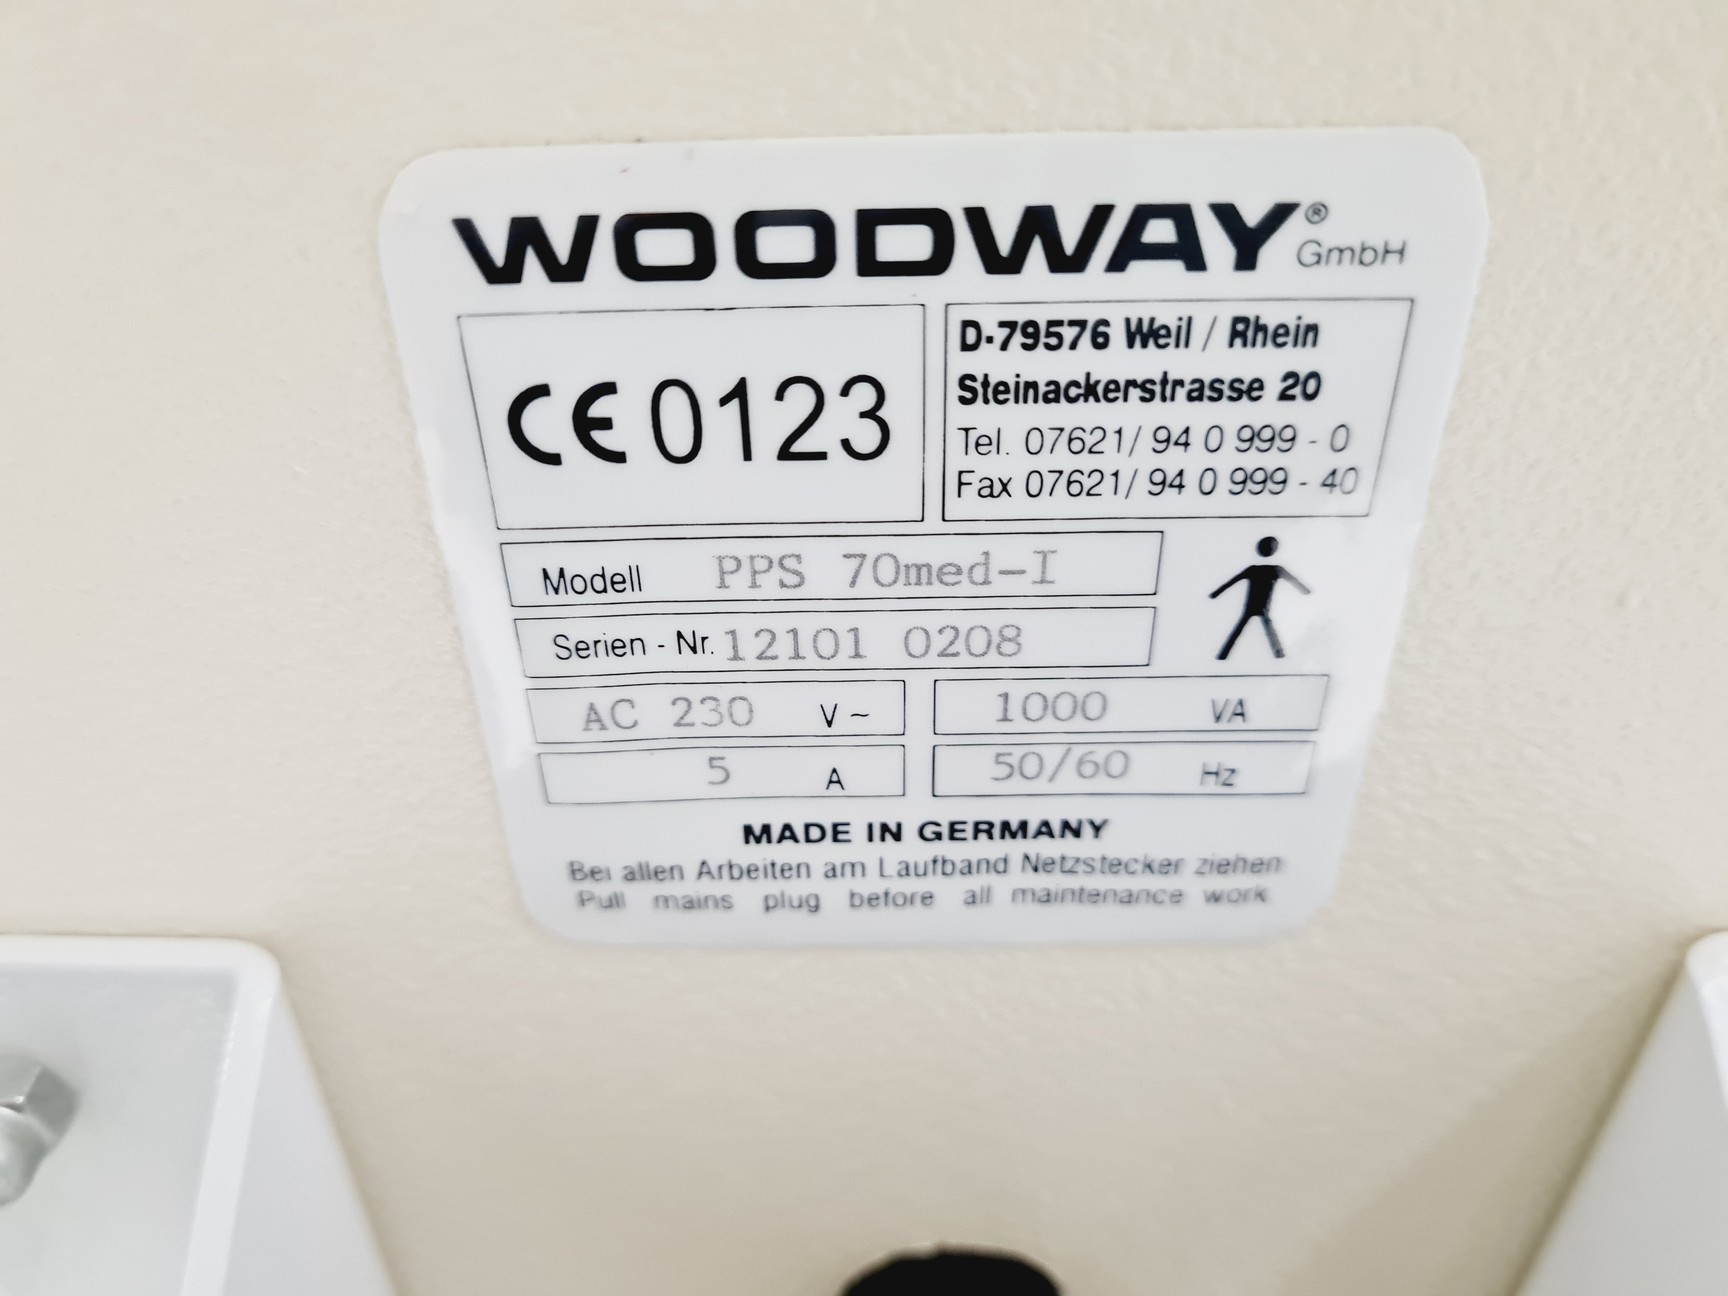 WOODWAY® GmbH
CE 0123
D-79576 Weil / Rhein
Steinackerstrasse 20
Tel. 07621/ 94 0 999 - 0
Fax 07621/ 94 0 999 - 40
Modell PPS 70med-I
Serien - Nr. 12101 0208
AC 230 V~ 1000 VA
5 A 50/60 Hz
MADE IN GERMANY
Bei allen Arbeiten am Laufband Netzstecker ziehen
Pull mains plug before all maintenance work